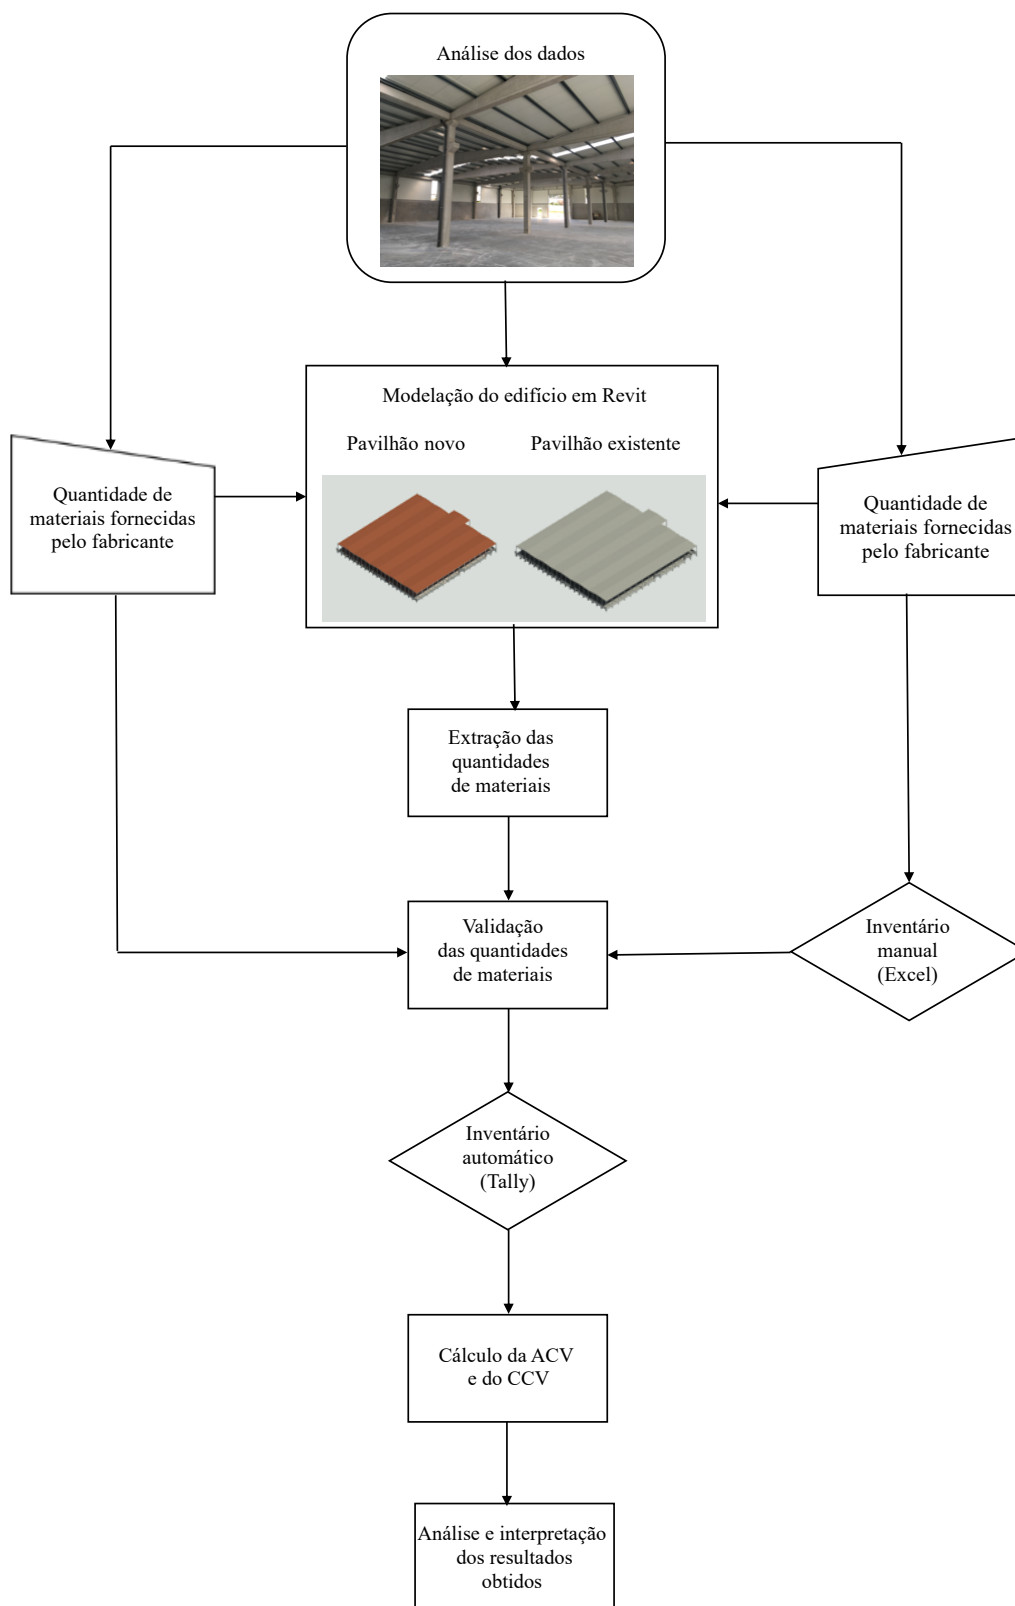 Análise dos dados
Modelação do edifício em Revit
Pavilhão novo
Pavilhão existente
Quantidade de
materiais fornecidas
pelo fabricante
Quantidade de
materiais fornecidas
pelo fabricante
Extração das
quantidades
de materiais
Validação
das quantidades
de materiais
Inventário
manual
(Excel)
Inventário
automático
(Tally)
Cálculo da ACV
e do CCV
Análise e interpretação
dos resultados
obtidos